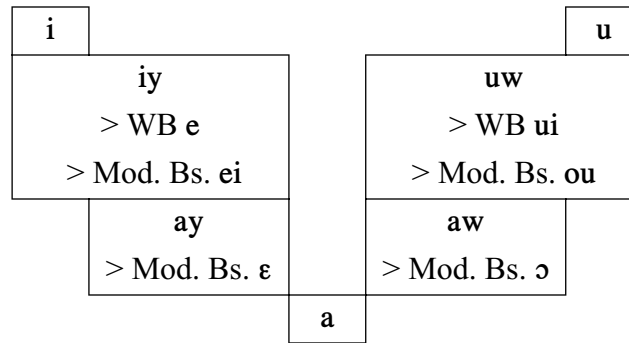 i u
iy uw
> WB e > WB ui
> Mod. Bs. ei > Mod. Bs. ou
ay aw
> Mod. Bs. ɛ > Mod. Bs. ɔ
a